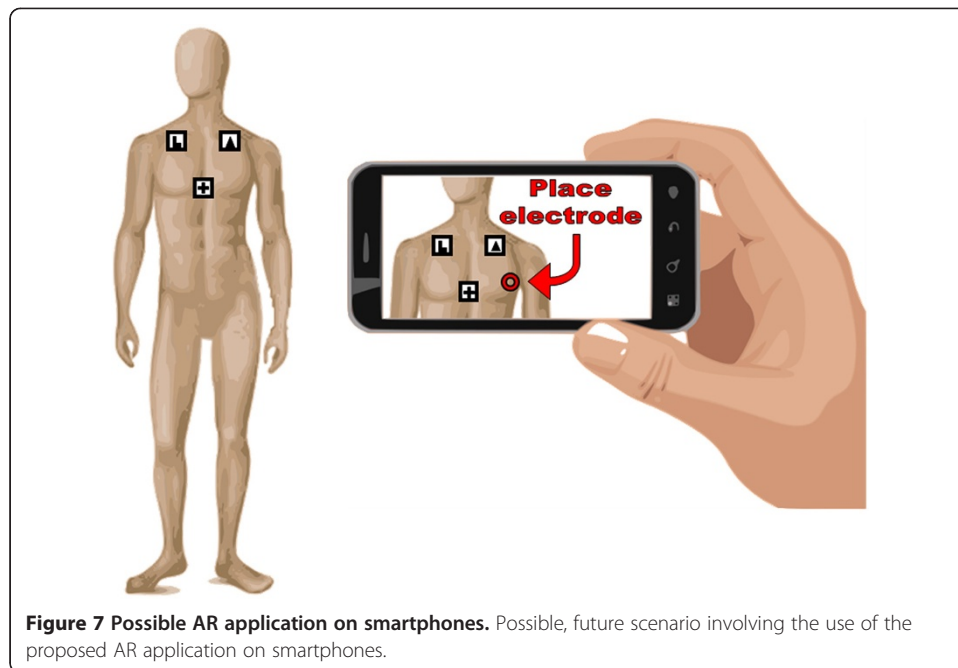 Place
electrode
Figure 7 Possible AR application on smartphones. Possible, future scenario involving the use of the
proposed AR application on smartphones.